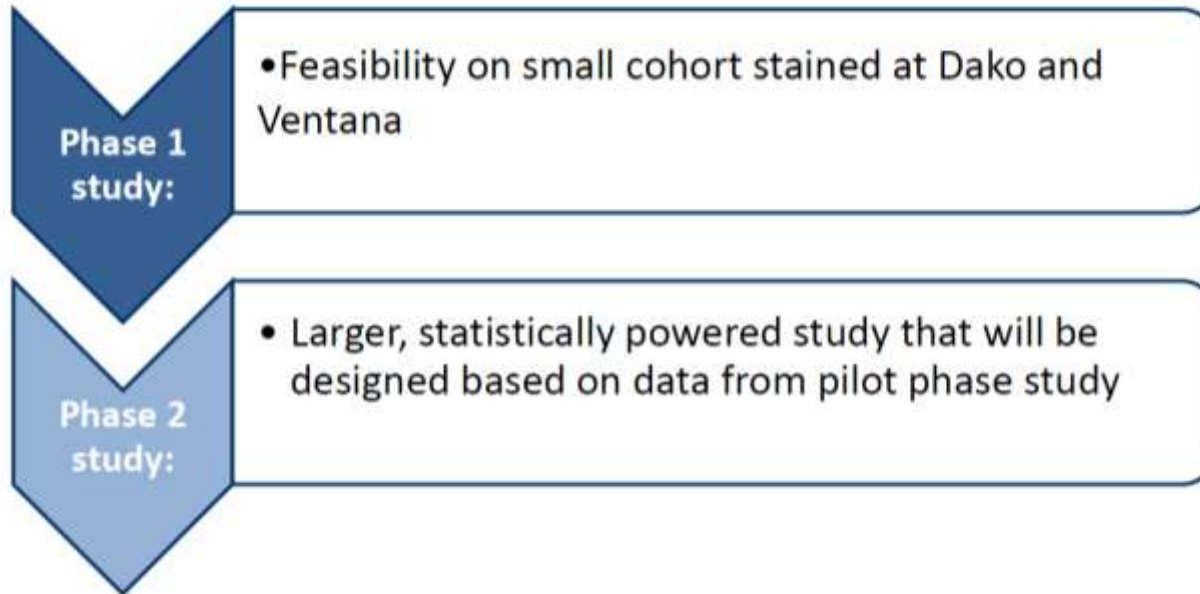 Phase 1
study:
•Feasibility on small cohort stained at Dako and
Ventana
Phase 2
study:
• Larger, statistically powered study that will be
designed based on data from pilot phase study